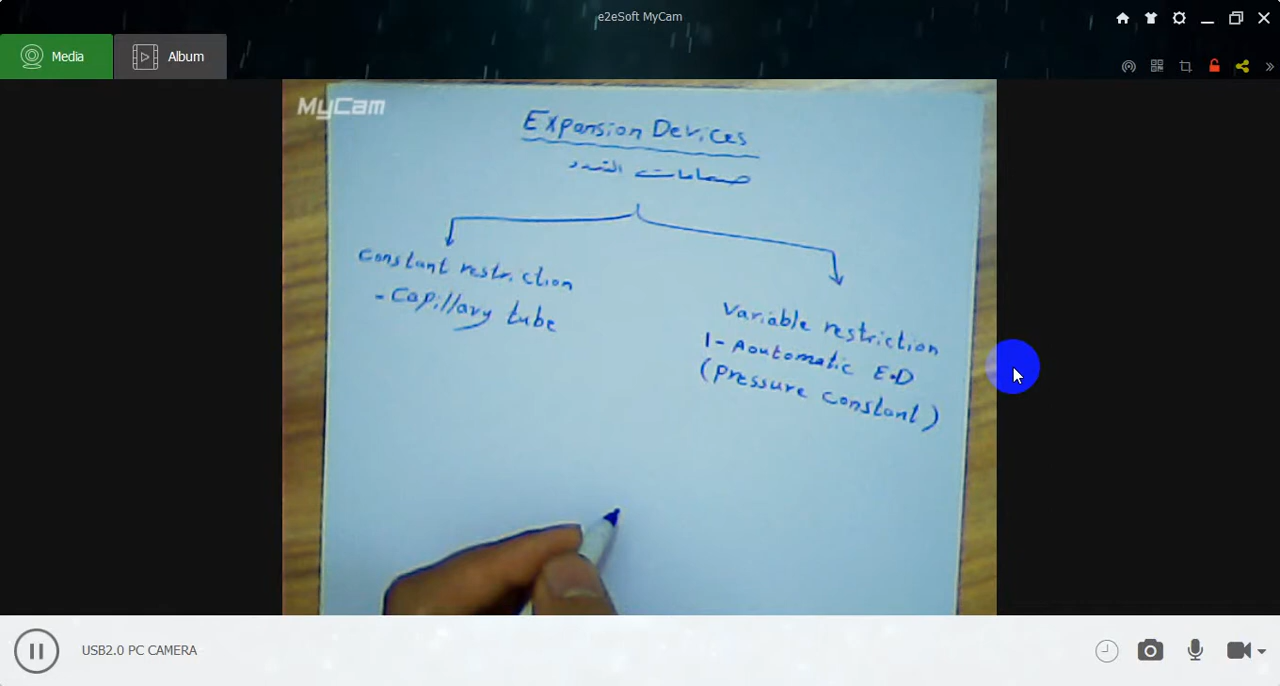 e2eSoft MyCam
Media
Album
MyCam
Expansion Devices
صمامات التمدد
Constant restriction
- Capillary tube
Variable restriction
1- Aoutomatic E.D
(Pressure constant)
USB2.0 PC CAMERA